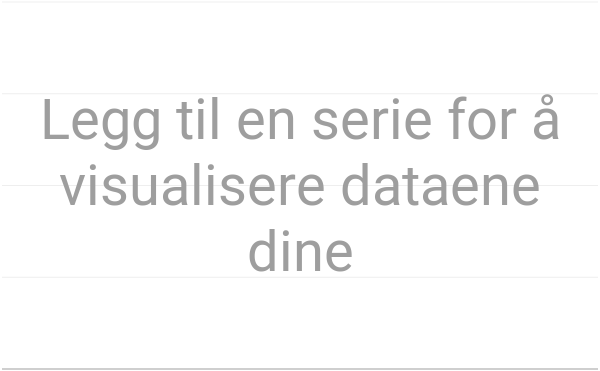 Legg til en serie for å
visualisere dataene
dine